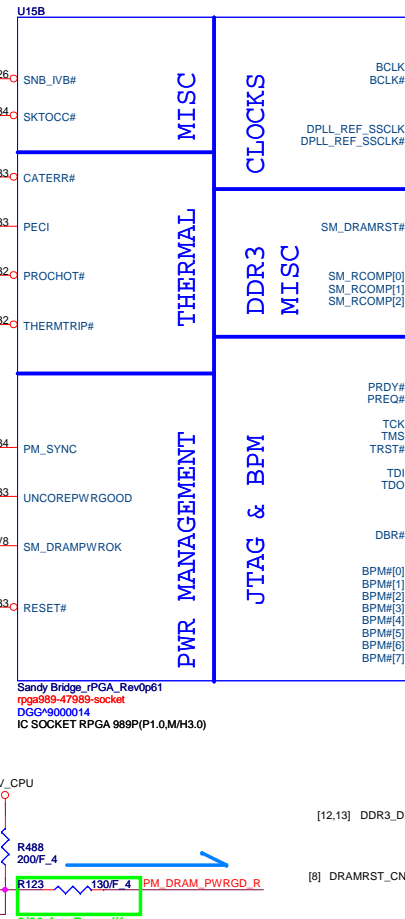 U15B
SNB_IVB#
SKTOCC#
MISC
CATERR#
PECI
PROCHOT#
THERMTRIP#
THERMAL
PM_SYNC
UNCOREPWRGOOD
SM_DRAMPWROK
RESET#
PWR MANAGEMENT
CLOCKS
BCLK
BCLK#
DPLL_REF_SSCLK
DPLL_REF_SSCLK#
DDR3
MISC
SM_DRAMRST#
SM_RCOMP[0]
SM_RCOMP[1]
SM_RCOMP[2]
JTAG & BPM
PRDY#
PREQ#
TCK
TMS
TRST#
TDI
TDO
DBR#
BPM#[0]
BPM#[1]
BPM#[2]
BPM#[3]
BPM#[4]
BPM#[5]
BPM#[6]
BPM#[7]
Sandy Bridge_rPGA_Rev0p61
rpga989-47989-socket
DGG^9000014
IC SOCKET RPGA 989P(P1.0,M/H3.0)
V_CPU
R488
200/F_4
R123 130/F_4 PM_DRAM_PWRGD_R
[12,13] DDR3_D
[8] DRAMRST_CN